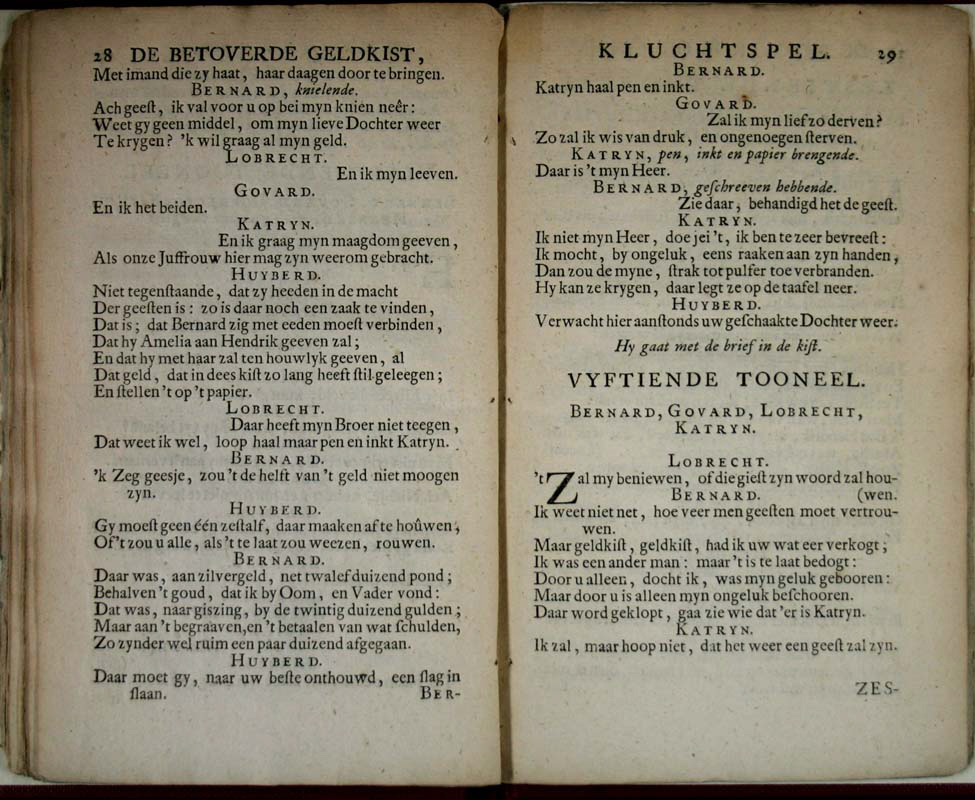 28 DE BETOVERDE GELDKIST,
Met imand die zy haat, haar daagen door te bringen.
BERNARD, knielende.
Ach geeſt, ik val voor u op bei myn knien neêr:
Weet gy geen middel, om myn lieve Dochter weer
Te krygen? 'k wil graag al myn geld.
LOBRECHT.
En ik myn leeven.
GOVARD.
En ik het beiden.
KATRYN.
En ik graag myn maagdom geeven,
Als onze Juffrouw hier mag zyn weerom gebracht.
HUYBERD.
Niet tegenſtaande, dat zy heeden in de macht
Der geeſten is: zo is daar noch een zaak te vinden,
Dat is; dat Bernard zig met eeden moeſt verbinden,
Dat hy Amelia aan Hendrik geeven zal;
En dat hy met haar zal ten houwlyk geeven, al
Dat geld, dat in dees kiſt zo lang heeft ſtil geleegen;
En ſtellen 't op 't papier.
LOBRECHT.
Daar heeft myn Broer niet teegen,
Dat weet ik wel, loop haal maar pen en inkt Katryn.
BERNARD.
'k Zeg geesje, zou 't de helft van 't geld niet moogen
zyn.
HUYBERD.
Gy moeſt geen één zeſtalf, daar maaken af te hoûwen,
Of 't zou u alle, als 't te laat zou weezen, rouwen.
BERNARD.
Daar was, aan zilvergeld, net twalef duizend pond;
Behalven 't goud, dat ik by Oom, en Vader vond:
Dat was, naar giszing, by de twintig duizend gulden;
Maar aan 't begraaven, en 't betaalen van wat ſchulden,
Zo zynder wel ruim een paar duizend afgegaan.
HUYBERD.
Daar moet gy, naar uw beſte onthouwd, een ſlag in
ſlaan.
BER-
KLUCHTSPEL. 29
BERNARD.
Katryn haal pen en inkt.
GOVARD.
Zal ik myn lief zo derven?
Zo zal ik wis van druk, en ongenoegen ſterven.
KATRYN, pen, inkt en papier brengende.
Daar is 't myn Heer.
BERNARD, geſchreeven hebbende.
Zie daar, behandigd het de geeſt.
KATRYN.
Ik niet myn Heer, doe jei 't, ik ben te zeer bevreeſt:
Ik mocht, by ongeluk, eens raaken aan zyn handen,
Dan zou de myne, ſtrak tot pulfer toe verbranden.
Hy kan ze krygen, daar legt ze op de taafel neer.
HUYBERD.
Verwacht hier aanſtonds uw geſchaakte Dochter weer.
Hy gaat met de brief in de kiſt.
VYFTIENDE TOONEEL.
BERNARD, GOVARD, LOBRECHT,
KATRYN.
LOBRECHT.
't Zal my beniewen, of die gieſt zyn woord zal hou-
BERNARD. (wen.
Ik weet niet net, hoe veer men geeſten moet vertrou-
wen.
Maar geldkiſt, geldkiſt, had ik uw wat eer verkogt;
Ik was een ander man: maar 't is te laat bedogt:
Door u alleen, docht ik, was myn geluk gebooren:
Maar door u is alleen myn ongeluk beſchooren.
Daar word geklopt, gaa zie wie dat 'er is Katryn.
KATRYN.
Ik zal, maar hoop niet, dat het weer een geeſt zal zyn.
ZES-